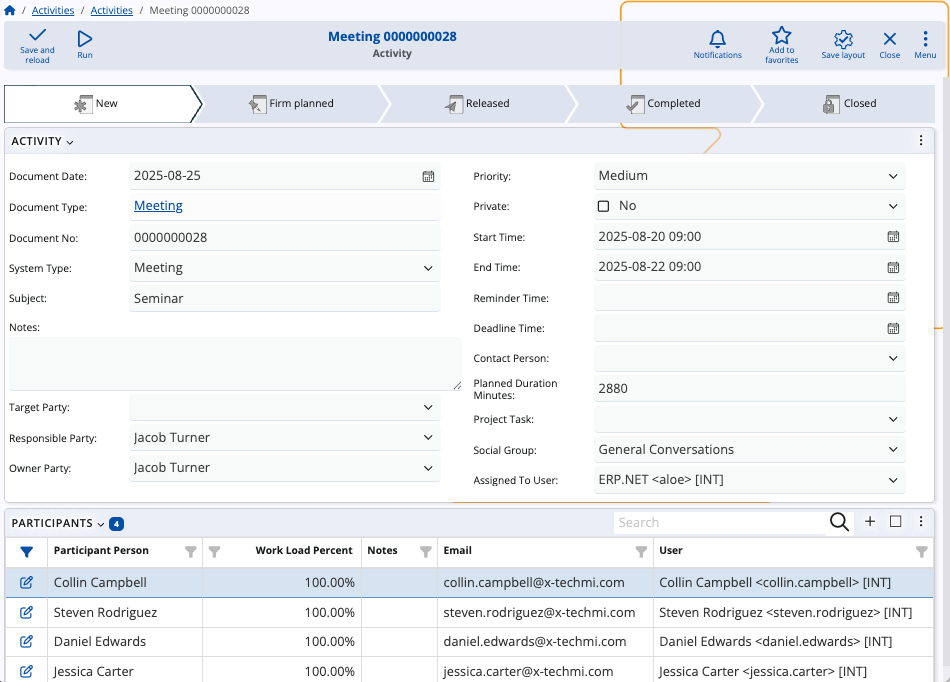 / Activities / Activities / Meeting 0000000028
Save and reload
Run
Meeting 0000000028
Activity
Notifications
Add to favorites
Save layout
Close
Menu
New
Firm planned
Released
Completed
Closed
ACTIVITY
Document Date: 2025-08-25
Document Type: Meeting
Document No: 0000000028
System Type: Meeting
Subject: Seminar
Notes:
Target Party:
Responsible Party: Jacob Turner
Owner Party: Jacob Turner
Priority: Medium
Private: No
Start Time: 2025-08-20 09:00
End Time: 2025-08-22 09:00
Reminder Time:
Deadline Time:
Contact Person:
Planned Duration Minutes: 2880
Project Task:
Social Group: General Conversations
Assigned To User: ERP.NET <aloe> [INT]
PARTICIPANTS 4
Search
Participant Person Work Load Percent Notes Email User
Collin Campbell 100.00% collin.campbell@x-techmi.com Collin Campbell <collin.campbell> [INT]
Steven Rodriguez 100.00% steven.rodriguez@x-techmi.com Steven Rodriguez <steven.rodriguez> [INT]
Daniel Edwards 100.00% daniel.edwards@x-techmi.com Daniel Edwards <daniel.edwards> [INT]
Jessica Carter 100.00% jessica.carter@x-techmi.com Jessica Carter <jessica.carter> [INT]